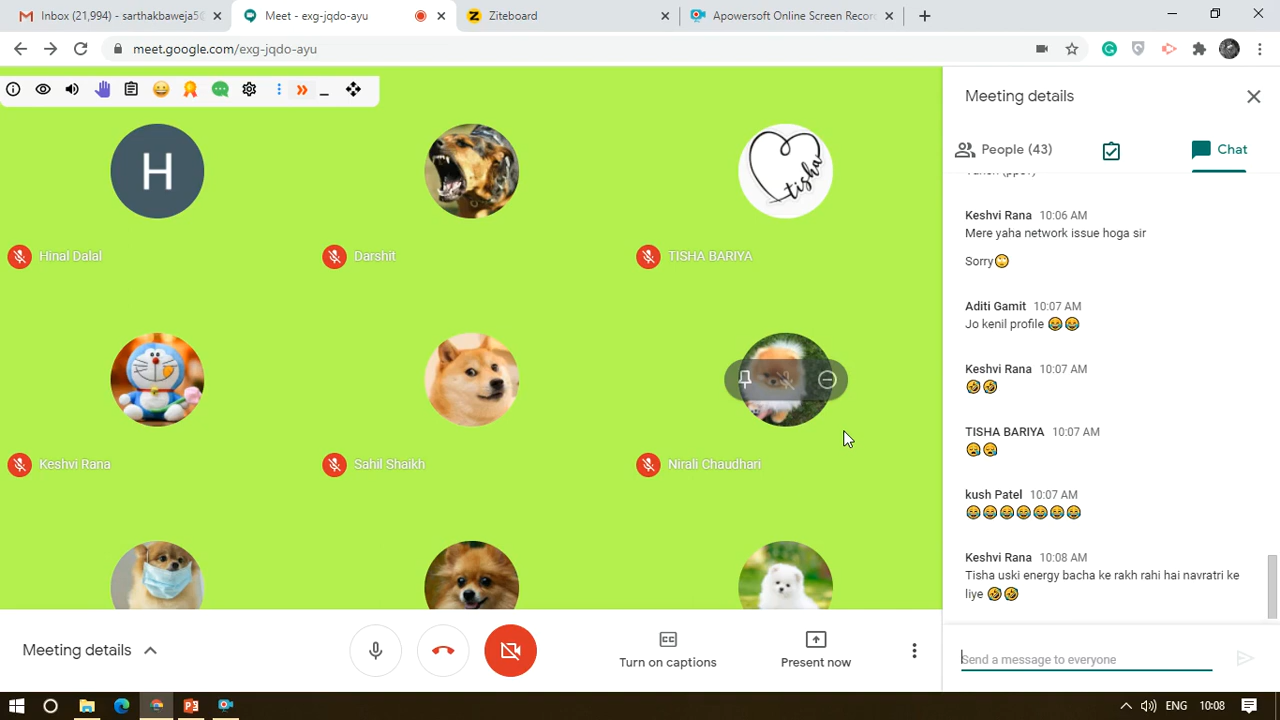 Inbox (21,994) - sarthakbaweja5
Meet - exg-jqdo-ayu
Ziteboard
Apowersoft Online Screen Recor
meet.google.com/exg-jqdo-ayu
H
tisha
Hinal Dalal
Darshit
TISHA BARIYA
Keshvi Rana
Sahil Shaikh
Nirali Chaudhari
Meeting details
Turn on captions
Present now
Meeting details
People (43)
Chat
Keshvi Rana 10:06 AM
Mere yaha network issue hoga sir
Sorry🙄
Aditi Gamit 10:07 AM
Jo kenil profile 😂😂
Keshvi Rana 10:07 AM
🤣🤣
TISHA BARIYA 10:07 AM
😪😪
kush Patel 10:07 AM
😂😂😂😂😂😂😂
Keshvi Rana 10:08 AM
Tisha uski energy bacha ke rakh rahi hai navratri ke
liye 🤣🤣
Send a message to everyone
ENG
10:08